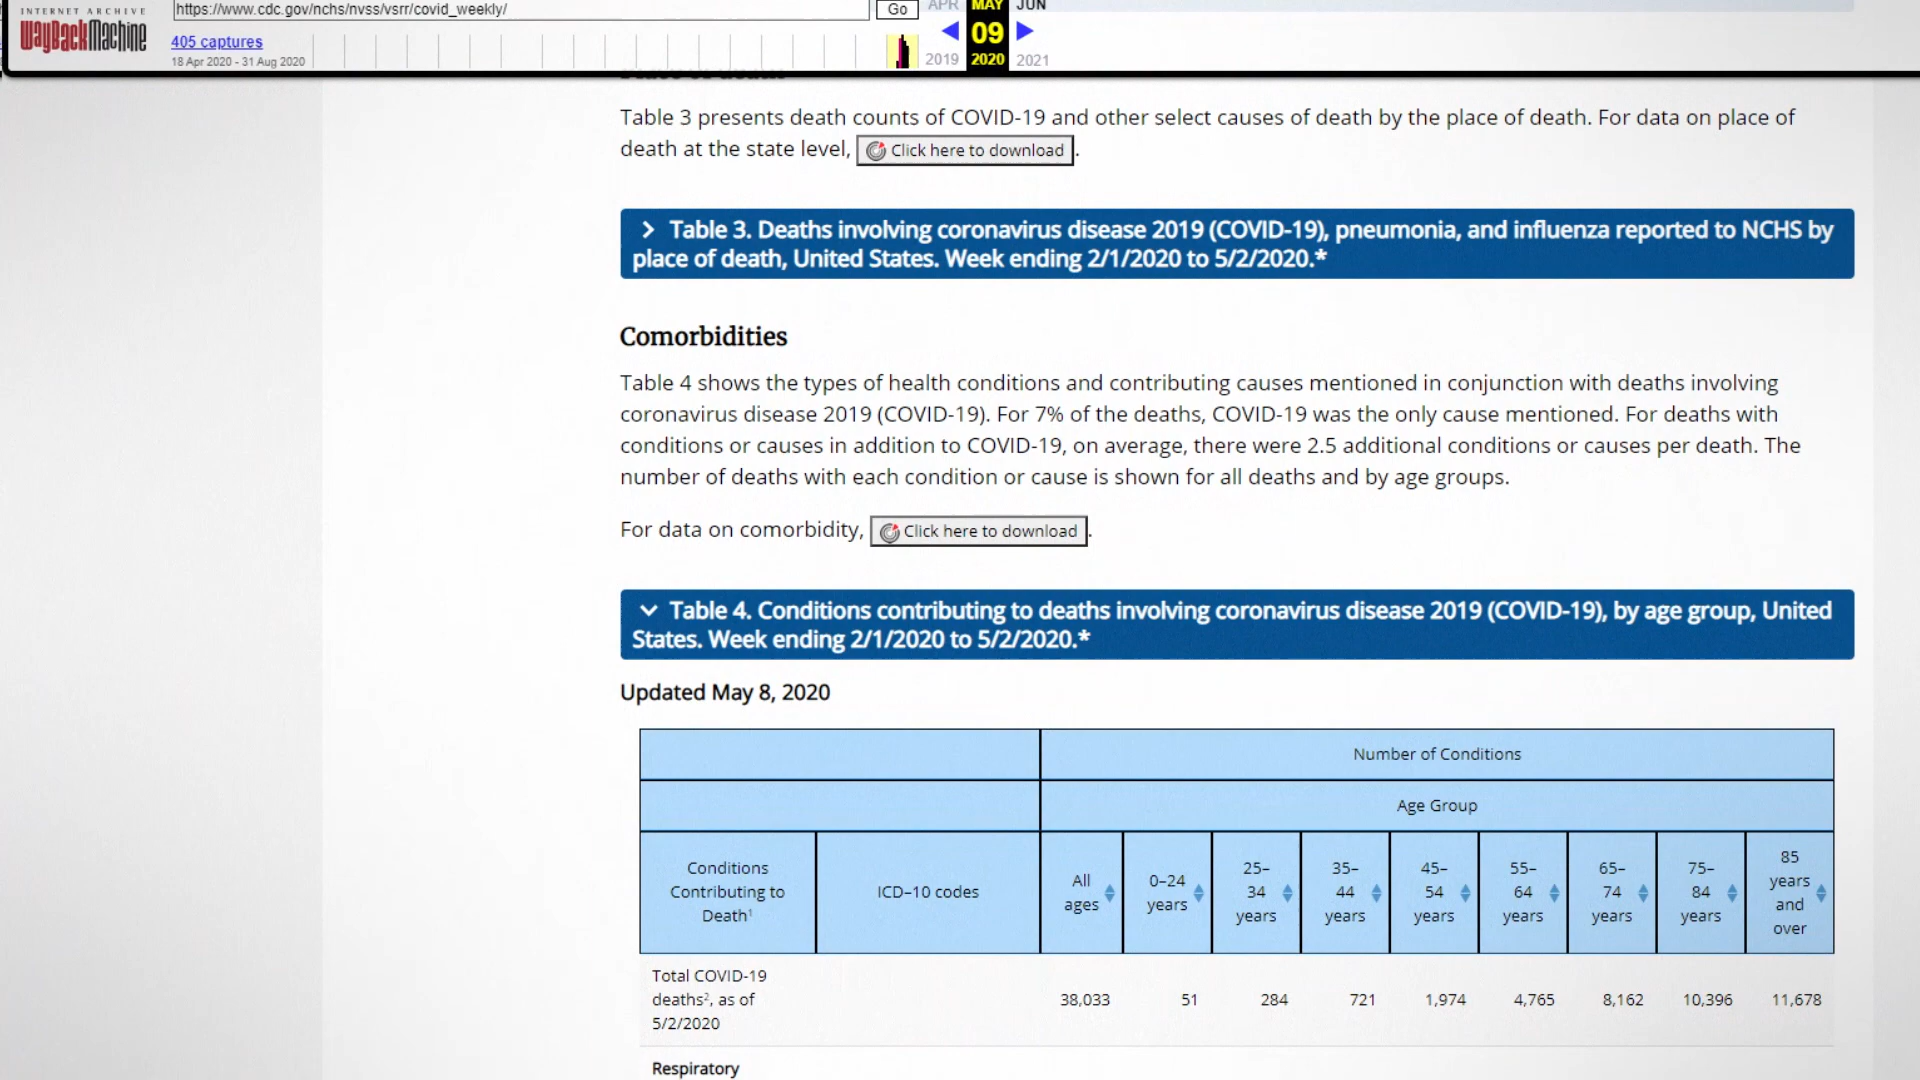 INTERNET ARCHIVE
WayBackMachine
https://www.cdc.gov/nchs/nvss/vsrr/covid_weekly/
Go
APR
MAY
JUN
405 captures
18 Apr 2020 - 31 Aug 2020
09
2019
2020
2021
Table 3 presents death counts of COVID-19 and other select causes of death by the place of death. For data on place of
death at the state level, Click here to download.
Table 3. Deaths involving coronavirus disease 2019 (COVID-19), pneumonia, and influenza reported to NCHS by
place of death, United States. Week ending 2/1/2020 to 5/2/2020.*
Comorbidities
Table 4 shows the types of health conditions and contributing causes mentioned in conjunction with deaths involving
coronavirus disease 2019 (COVID-19). For 7% of the deaths, COVID-19 was the only cause mentioned. For deaths with
conditions or causes in addition to COVID-19, on average, there were 2.5 additional conditions or causes per death. The
number of deaths with each condition or cause is shown for all deaths and by age groups.
For data on comorbidity, Click here to download.
Table 4. Conditions contributing to deaths involving coronavirus disease 2019 (COVID-19), by age group, United
States. Week ending 2/1/2020 to 5/2/2020.*
Updated May 8, 2020
Number of Conditions
Age Group
Conditions
Contributing to
Death¹
ICD–10 codes
All
ages
0–24
years
25–
34
years
35–
44
years
45–
54
years
55–
64
years
65–
74
years
75–
84
years
85
years
and
over
Total COVID-19
deaths², as of
5/2/2020
38,033 51 284 721 1,974 4,765 8,162 10,396 11,678
Respiratory